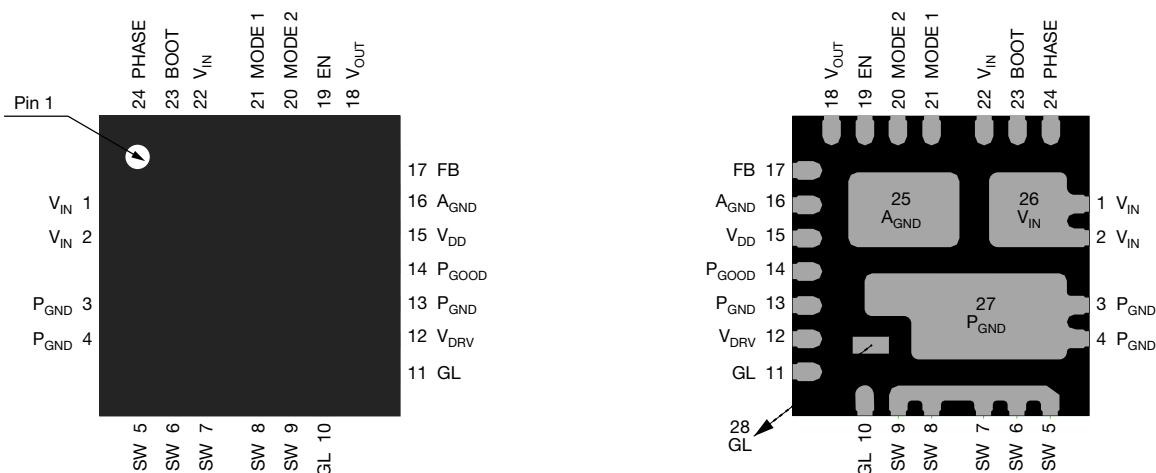 24 PHASE
23 BOOT
22 VIN
21 MODE 1
20 MODE 2
19 EN
18 VOUT
Pin 1
VIN 1
VIN 2
PGND 3
PGND 4
17 FB
16 AGND
15 VDD
14 PGOOD
13 PGND
12 VDRV
11 GL
SW 5
SW 6
SW 7
SW 8
SW 9
GL 10
18 VOUT
19 EN
20 MODE 2
21 MODE 1
22 VIN
23 BOOT
24 PHASE
FB 17
AGND 16
VDD 15
PGOOD 14
PGND 13
VDRV 12
GL 11
25
AGND
26
VIN
27
PGND
1 VIN
2 VIN
3 PGND
4 PGND
28
GL
GL 10
SW 9
SW 8
SW 7
SW 6
SW 5